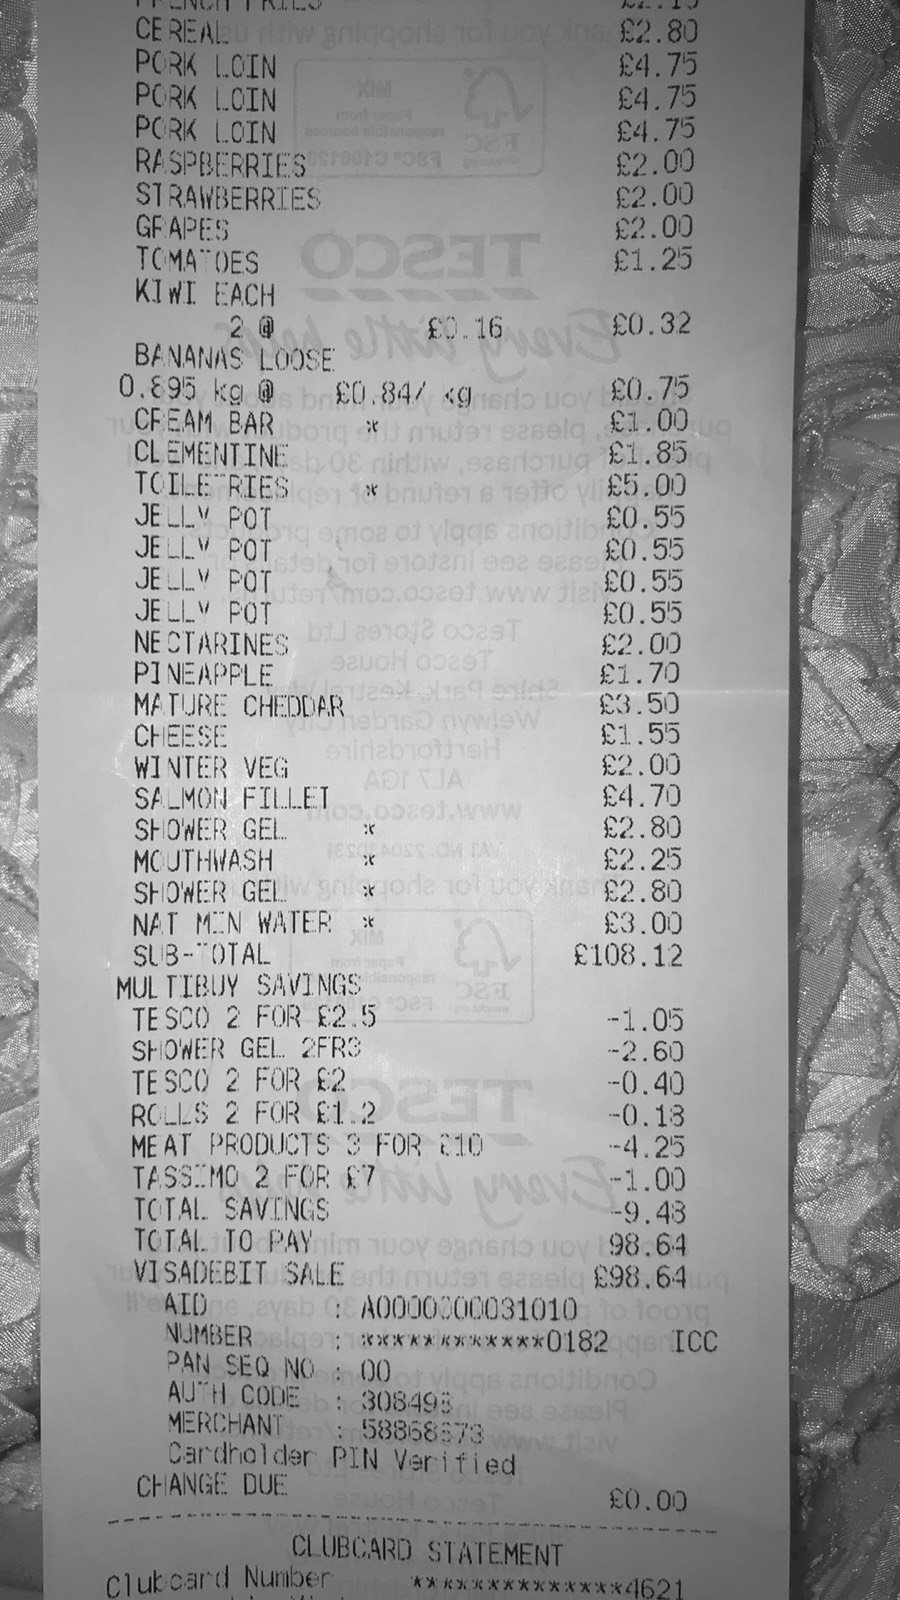 FRENCH FRIES £2.15
CEREAL £2.80
PORK LOIN £4.75
PORK LOIN £4.75
PORK LOIN £4.75
RASPBERRIES £2.00
STRAWBERRIES £2.00
GRAPES £2.00
TOMATOES £1.25
KIWI EACH
2 @ £0.16 £0.32
BANANAS LOOSE
0.895 kg @ £0.84/ kg £0.75
CREAM BAR * £1.00
CLEMENTINE £1.85
TOILETRIES * £5.00
JELLY POT £0.55
JELLY POT £0.55
JELLY POT £0.55
JELLY POT £0.55
NECTARINES £2.00
PINEAPPLE £1.70
MATURE CHEDDAR £3.50
CHEESE £1.55
WINTER VEG £2.00
SALMON FILLET £4.70
SHOWER GEL * £2.80
MOUTHWASH * £2.25
SHOWER GEL * £2.80
NAT MIN WATER * £3.00
SUB-TOTAL £108.12
MULTIBUY SAVINGS
TESCO 2 FOR £2.5 -1.05
SHOWER GEL 2FR3 -2.60
TESCO 2 FOR £2 -0.40
ROLLS 2 FOR £1.2 -0.18
MEAT PRODUCTS 3 FOR £10 -4.25
TASSIMO 2 FOR £7 -1.00
TOTAL SAVINGS -9.48
TOTAL TO PAY 98.64
VISADEBIT SALE £98.64
AID : A0000000031010
NUMBER : ************0182 ICC
PAN SEQ NO : 00
AUTH CODE :
MERCHANT :
Cardholder PIN Verified
CHANGE DUE £0.00
CLUBCARD STATEMENT
Clubcard Number **************4621